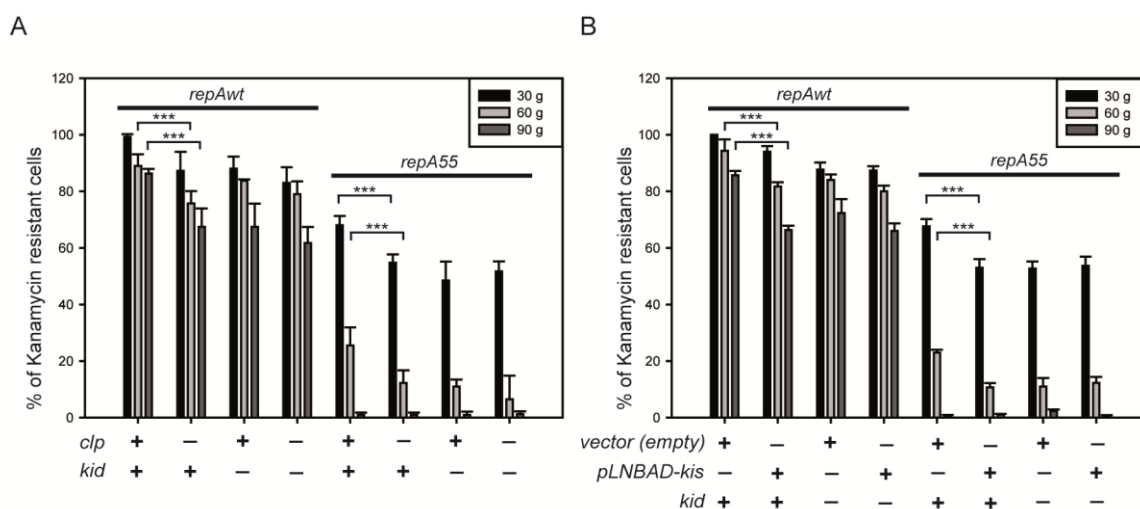 A
% of Kanamycin resistant cells
120
100
80
60
40
20
0
repAwt
30 g
60 g
90 g
***
***
repA55
***
***
clp + – + – + – + –
kid + + – – + + – –
B
% of Kanamycin resistant cells
120
100
80
60
40
20
0
repAwt
30 g
60 g
90 g
***
***
repA55
***
***
vector (empty) + – + – + – + –
pLNBAD-kis – + – + – + – +
kid + + – – + + – –